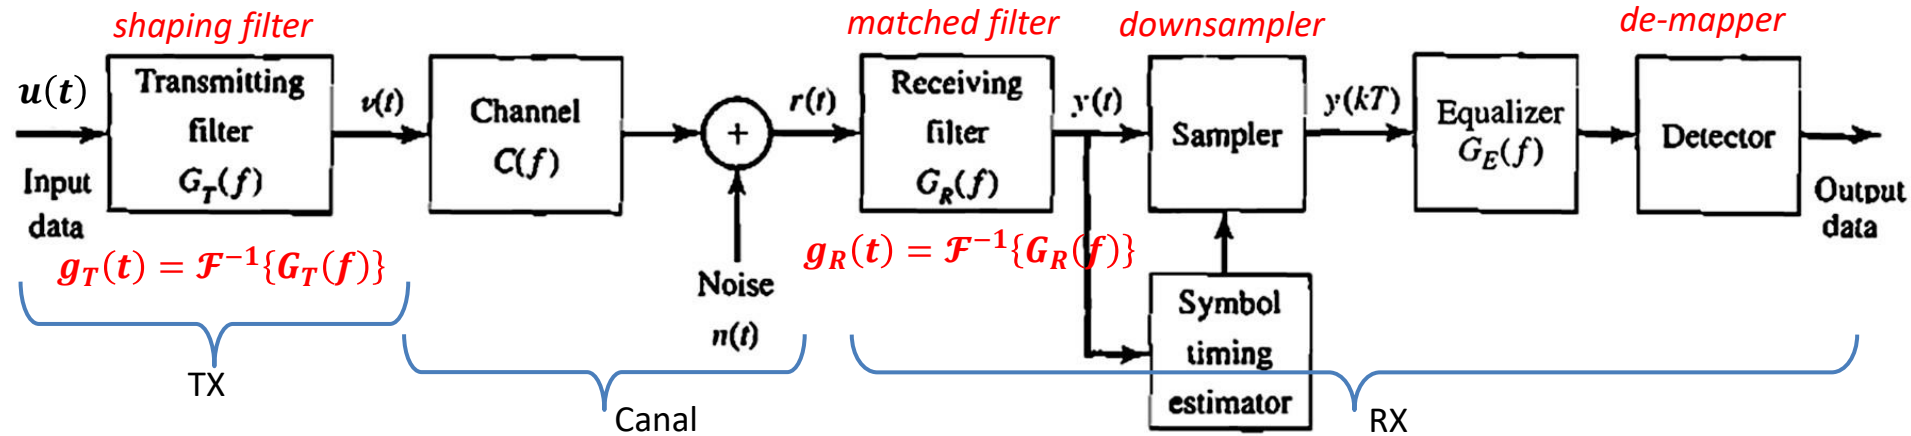 shaping filter
matched filter
downsampler
de-mapper
u(t)
Input
data
Transmitting
filter
G_T(f)
v(t)
Channel
C(f)
+
Noise
n(t)
r(t)
Receiving
filter
G_R(f)
y(t)
Sampler
y(kT)
Equalizer
G_E(f)
Detector
Output
data
g_T(t) = ℱ⁻¹{G_T(f)}
g_R(t) = ℱ⁻¹{G_R(f)}
Symbol
timing
estimator
TX
Canal
RX